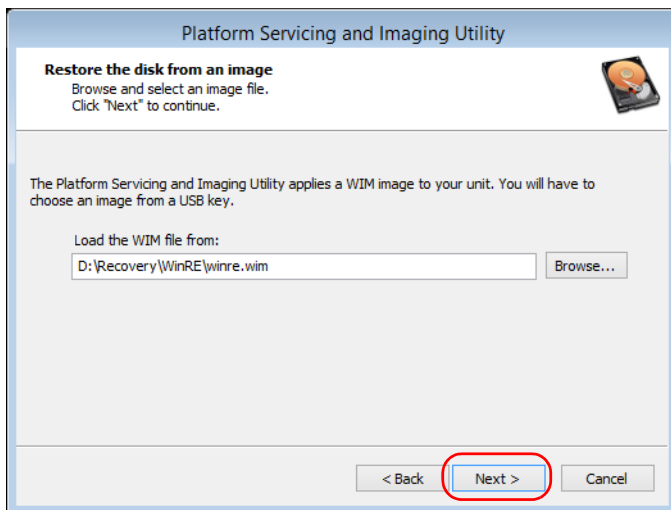 Platform Servicing and Imaging Utility
Restore the disk from an image
Browse and select an image file.
Click "Next" to continue.
The Platform Servicing and Imaging Utility applies a WIM image to your unit. You will have to
choose an image from a USB key.
Load the WIM file from:
D:\Recovery\WinRE\winre.wim
Browse...
< Back
Next >
Cancel